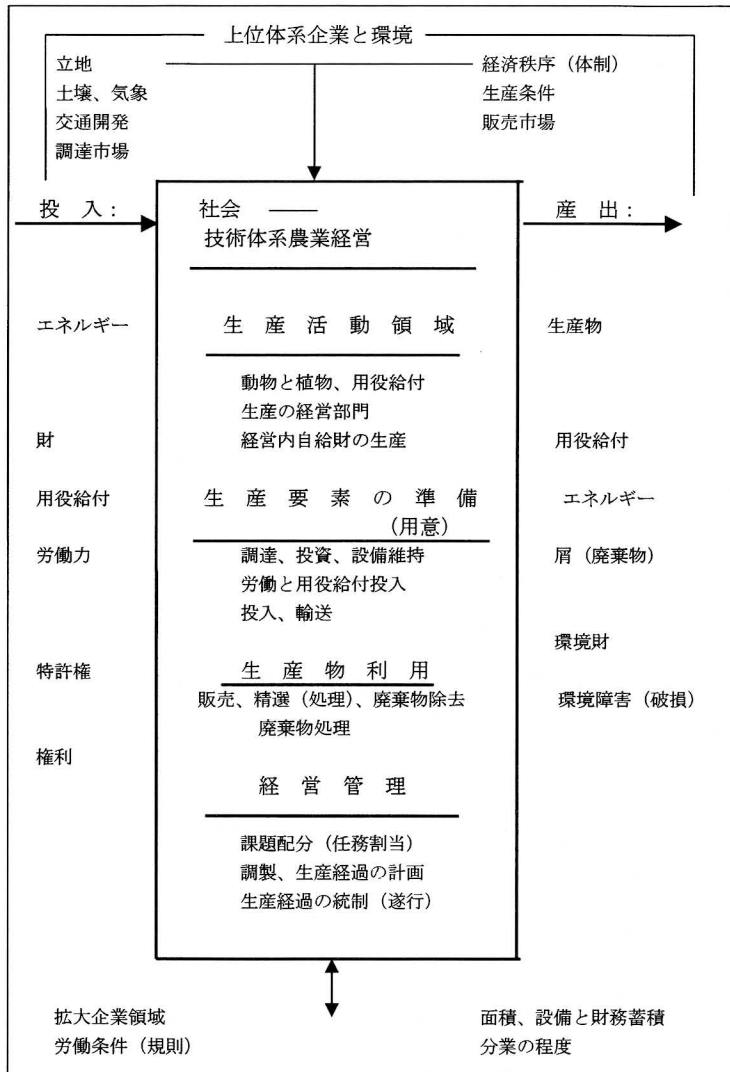 上位体系企業と環境
立地
土壌、気象
交通開発
調達市場
経済秩序（体制）
生産条件
販売市場
投 入：
社会 ――
技術体系農業経営
産 出：
エネルギー
財
用役給付
労働力
特許権
権利
生 産 活 動 領 域
動物と植物、用役給付
生産の経営部門
経営内自給財の生産
生 産 要 素 の 準 備
（用意）
調達、投資、設備維持
労働と用役給付投入
投入、輸送
生 産 物 利 用
販売、精選（処理）、廃棄物除去
廃棄物処理
経 営 管 理
課題配分（任務割当）
調製、生産経過の計画
生産経過の統制（遂行）
生産物
用役給付
エネルギー
屑（廃棄物）
環境財
環境障害（破損）
拡大企業領域
労働条件（規則）
面積、設備と財務蓄積
分業の程度